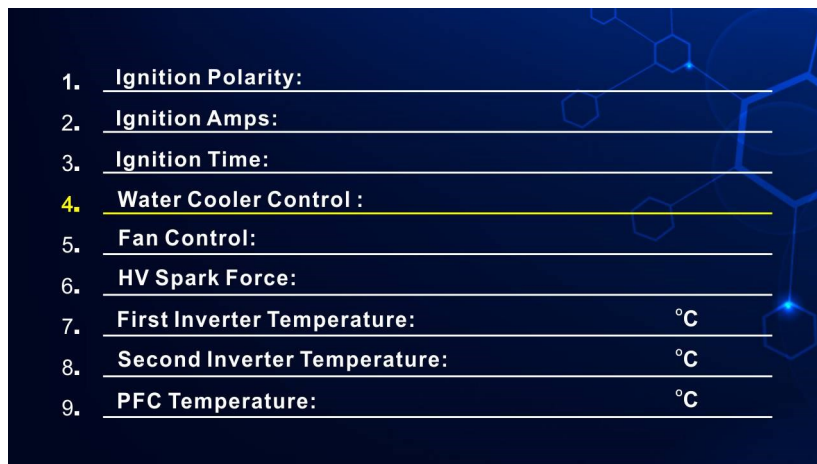 1. Ignition Polarity:
2. Ignition Amps:
3. Ignition Time:
4. Water Cooler Control :
5. Fan Control:
6. HV Spark Force:
7. First Inverter Temperature: °C
8. Second Inverter Temperature: °C
9. PFC Temperature: °C